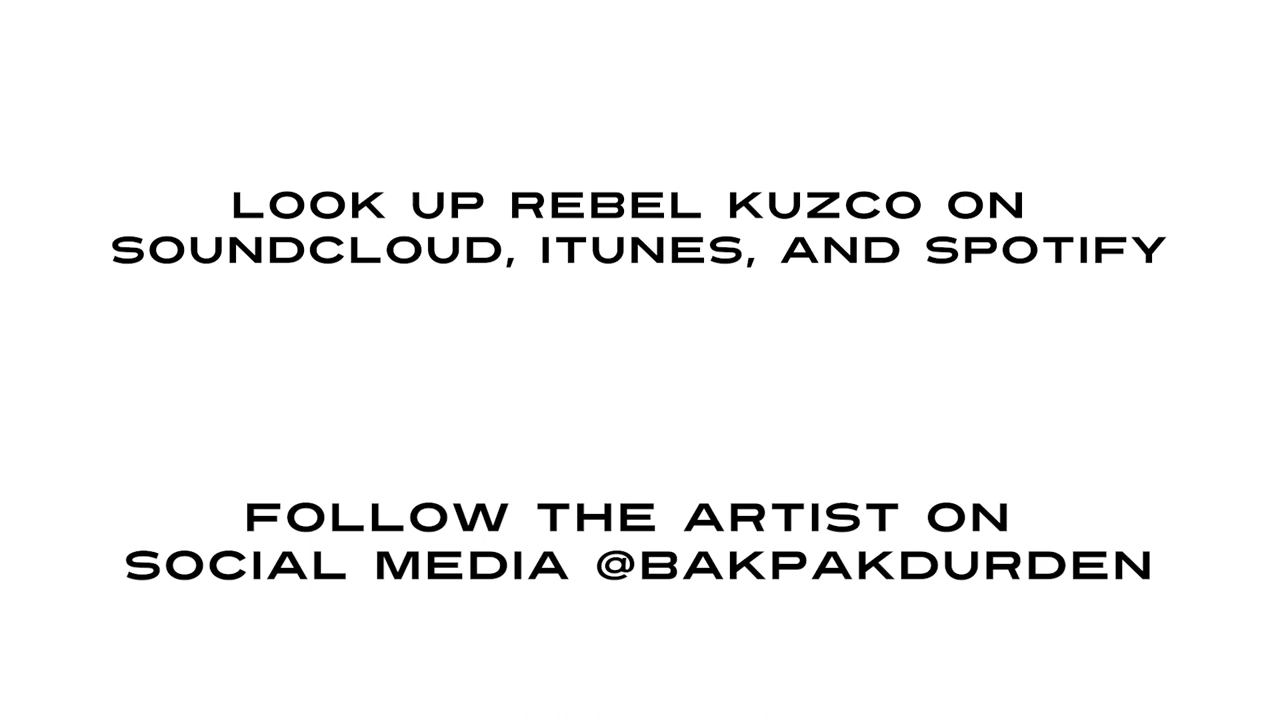 LOOK UP REBEL KUZCO ON
SOUNDCLOUD, ITUNES, AND SPOTIFY
FOLLOW THE ARTIST ON
SOCIAL MEDIA @BAKPAKDURDEN